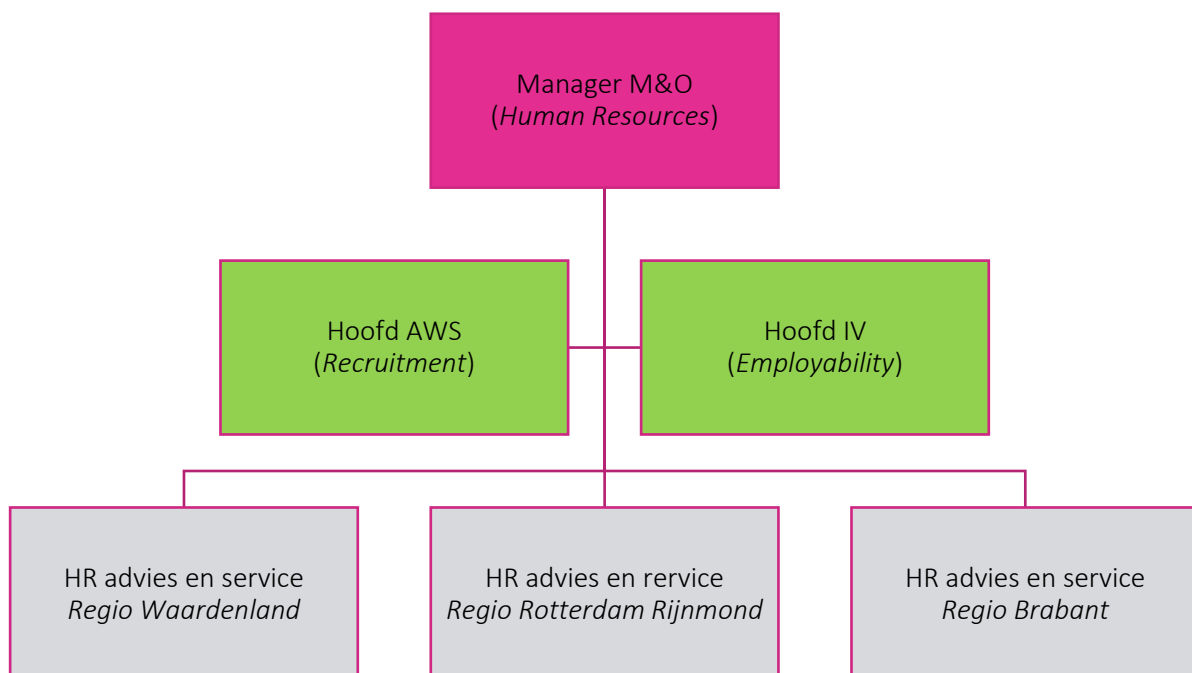 Manager M&O
(Human Resources)
Hoofd AWS
(Recruitment)
Hoofd IV
(Employability)
HR advies en service
Regio Waardenland
HR advies en rervice
Regio Rotterdam Rijnmond
HR advies en service
Regio Brabant